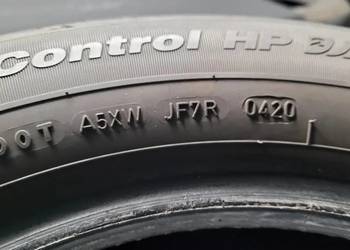 Control HP
DOT A5XW JF7R 0420